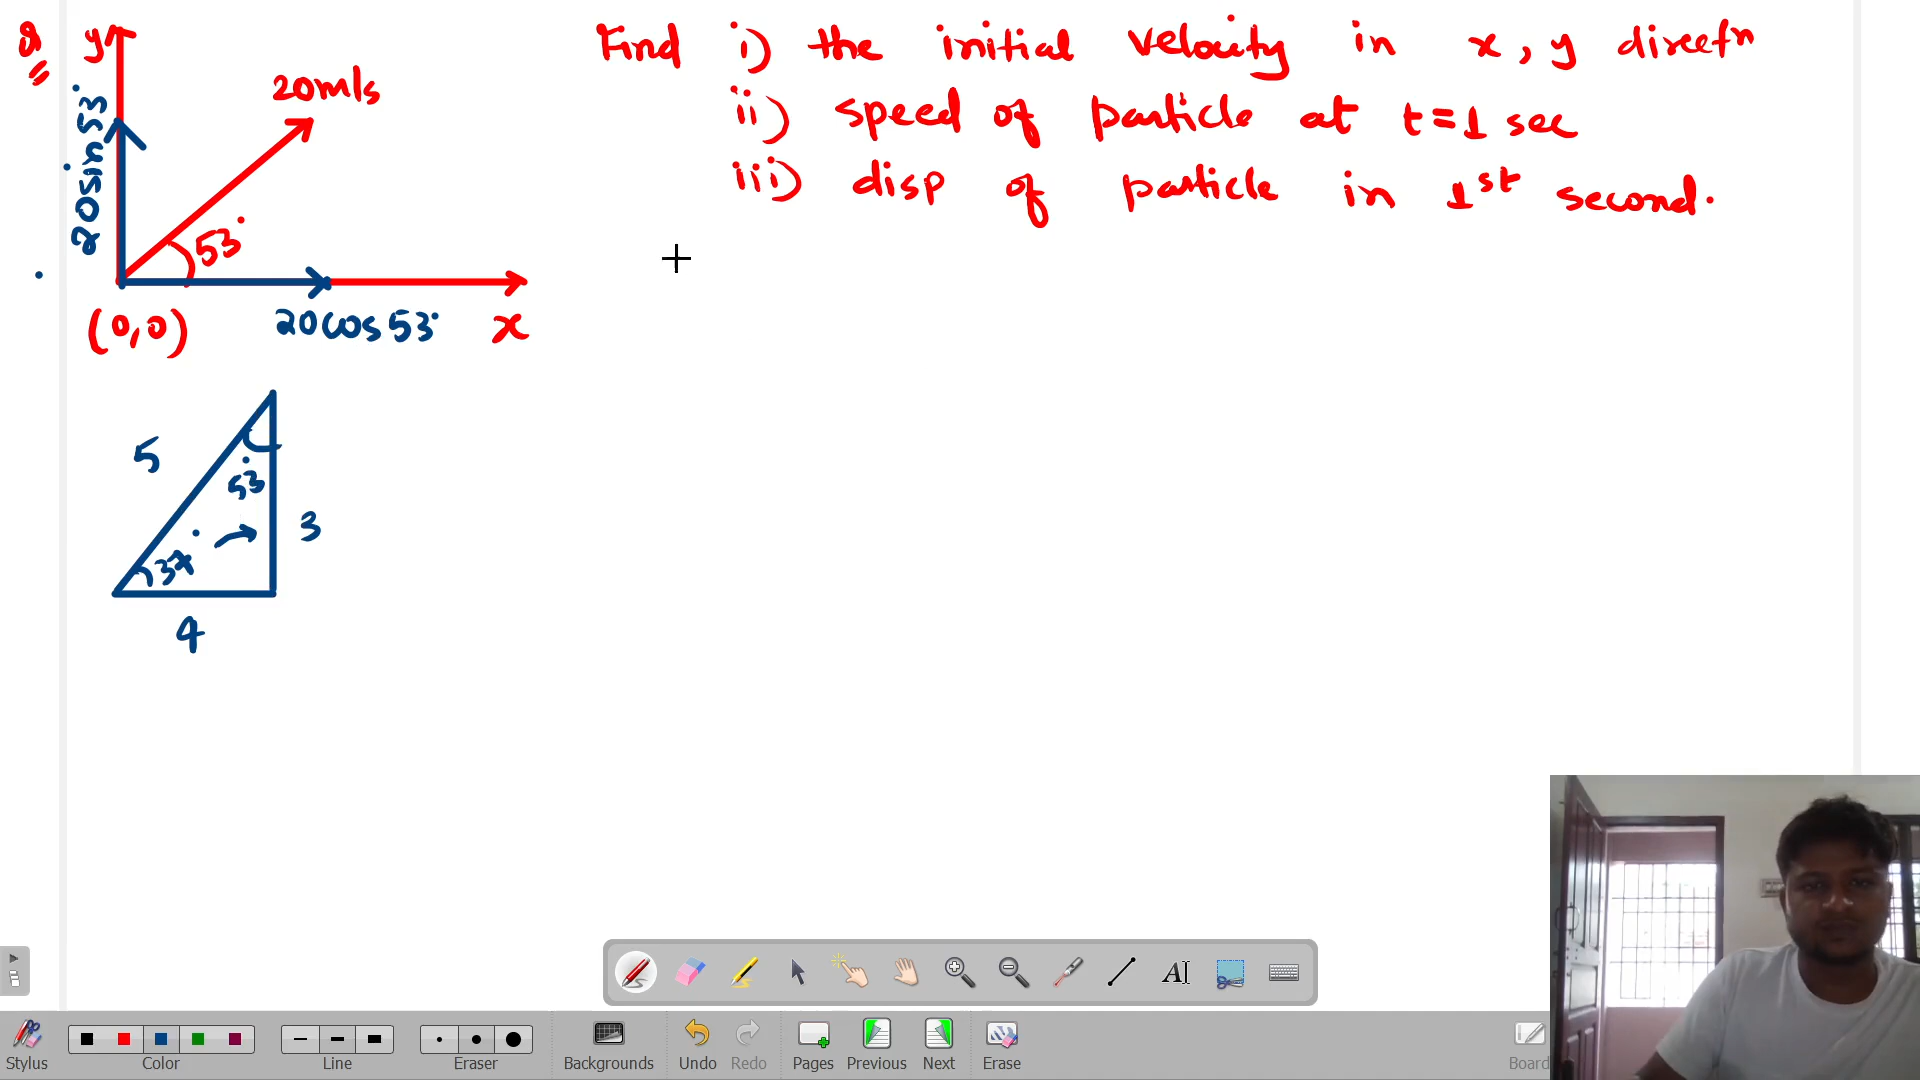 Q y
20m/s
20sin53°
53°
(0,0)
20cos53° x
Find i) the initial velocity in x, y directn
ii) speed of particle at t=1 sec
iii) disp of particle in 1st second.
5
53°
37°
3
4
Stylus
Color
Line
Eraser
Backgrounds
Undo
Redo
Pages
Previous
Next
Erase
Board